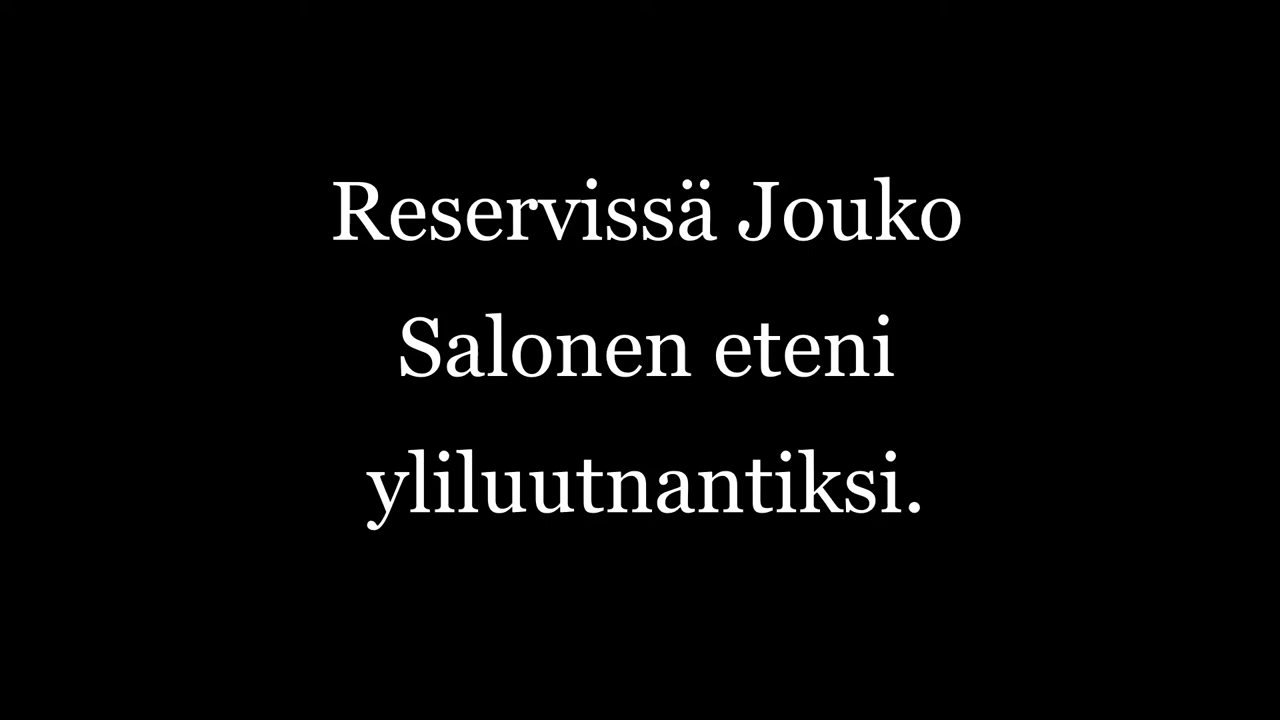 Reservissä Jouko
Salonen eteni
yliluutnantiksi.